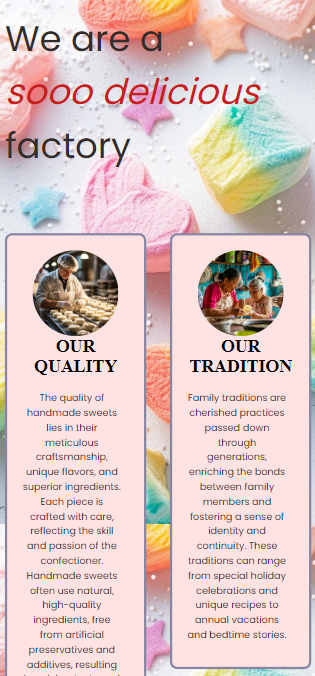 We are a
sooo delicious
factory
OUR
QUALITY
The quality of
handmade sweets
lies in their
meticulous
craftsmanship,
unique flavors, and
superior ingredients.
Each piece is
crafted with care,
reflecting the skill
and passion of the
confectioner.
Handmade sweets
often use natural,
high-quality
ingredients, free
from artificial
preservatives and
additives, resulting
OUR
TRADITION
Family traditions are
cherished practices
passed down
through
generations,
enriching the bonds
between family
members and
fostering a sense of
identity and
continuity. These
traditions can range
from special holiday
celebrations and
unique recipes to
annual vacations
and bedtime stories.